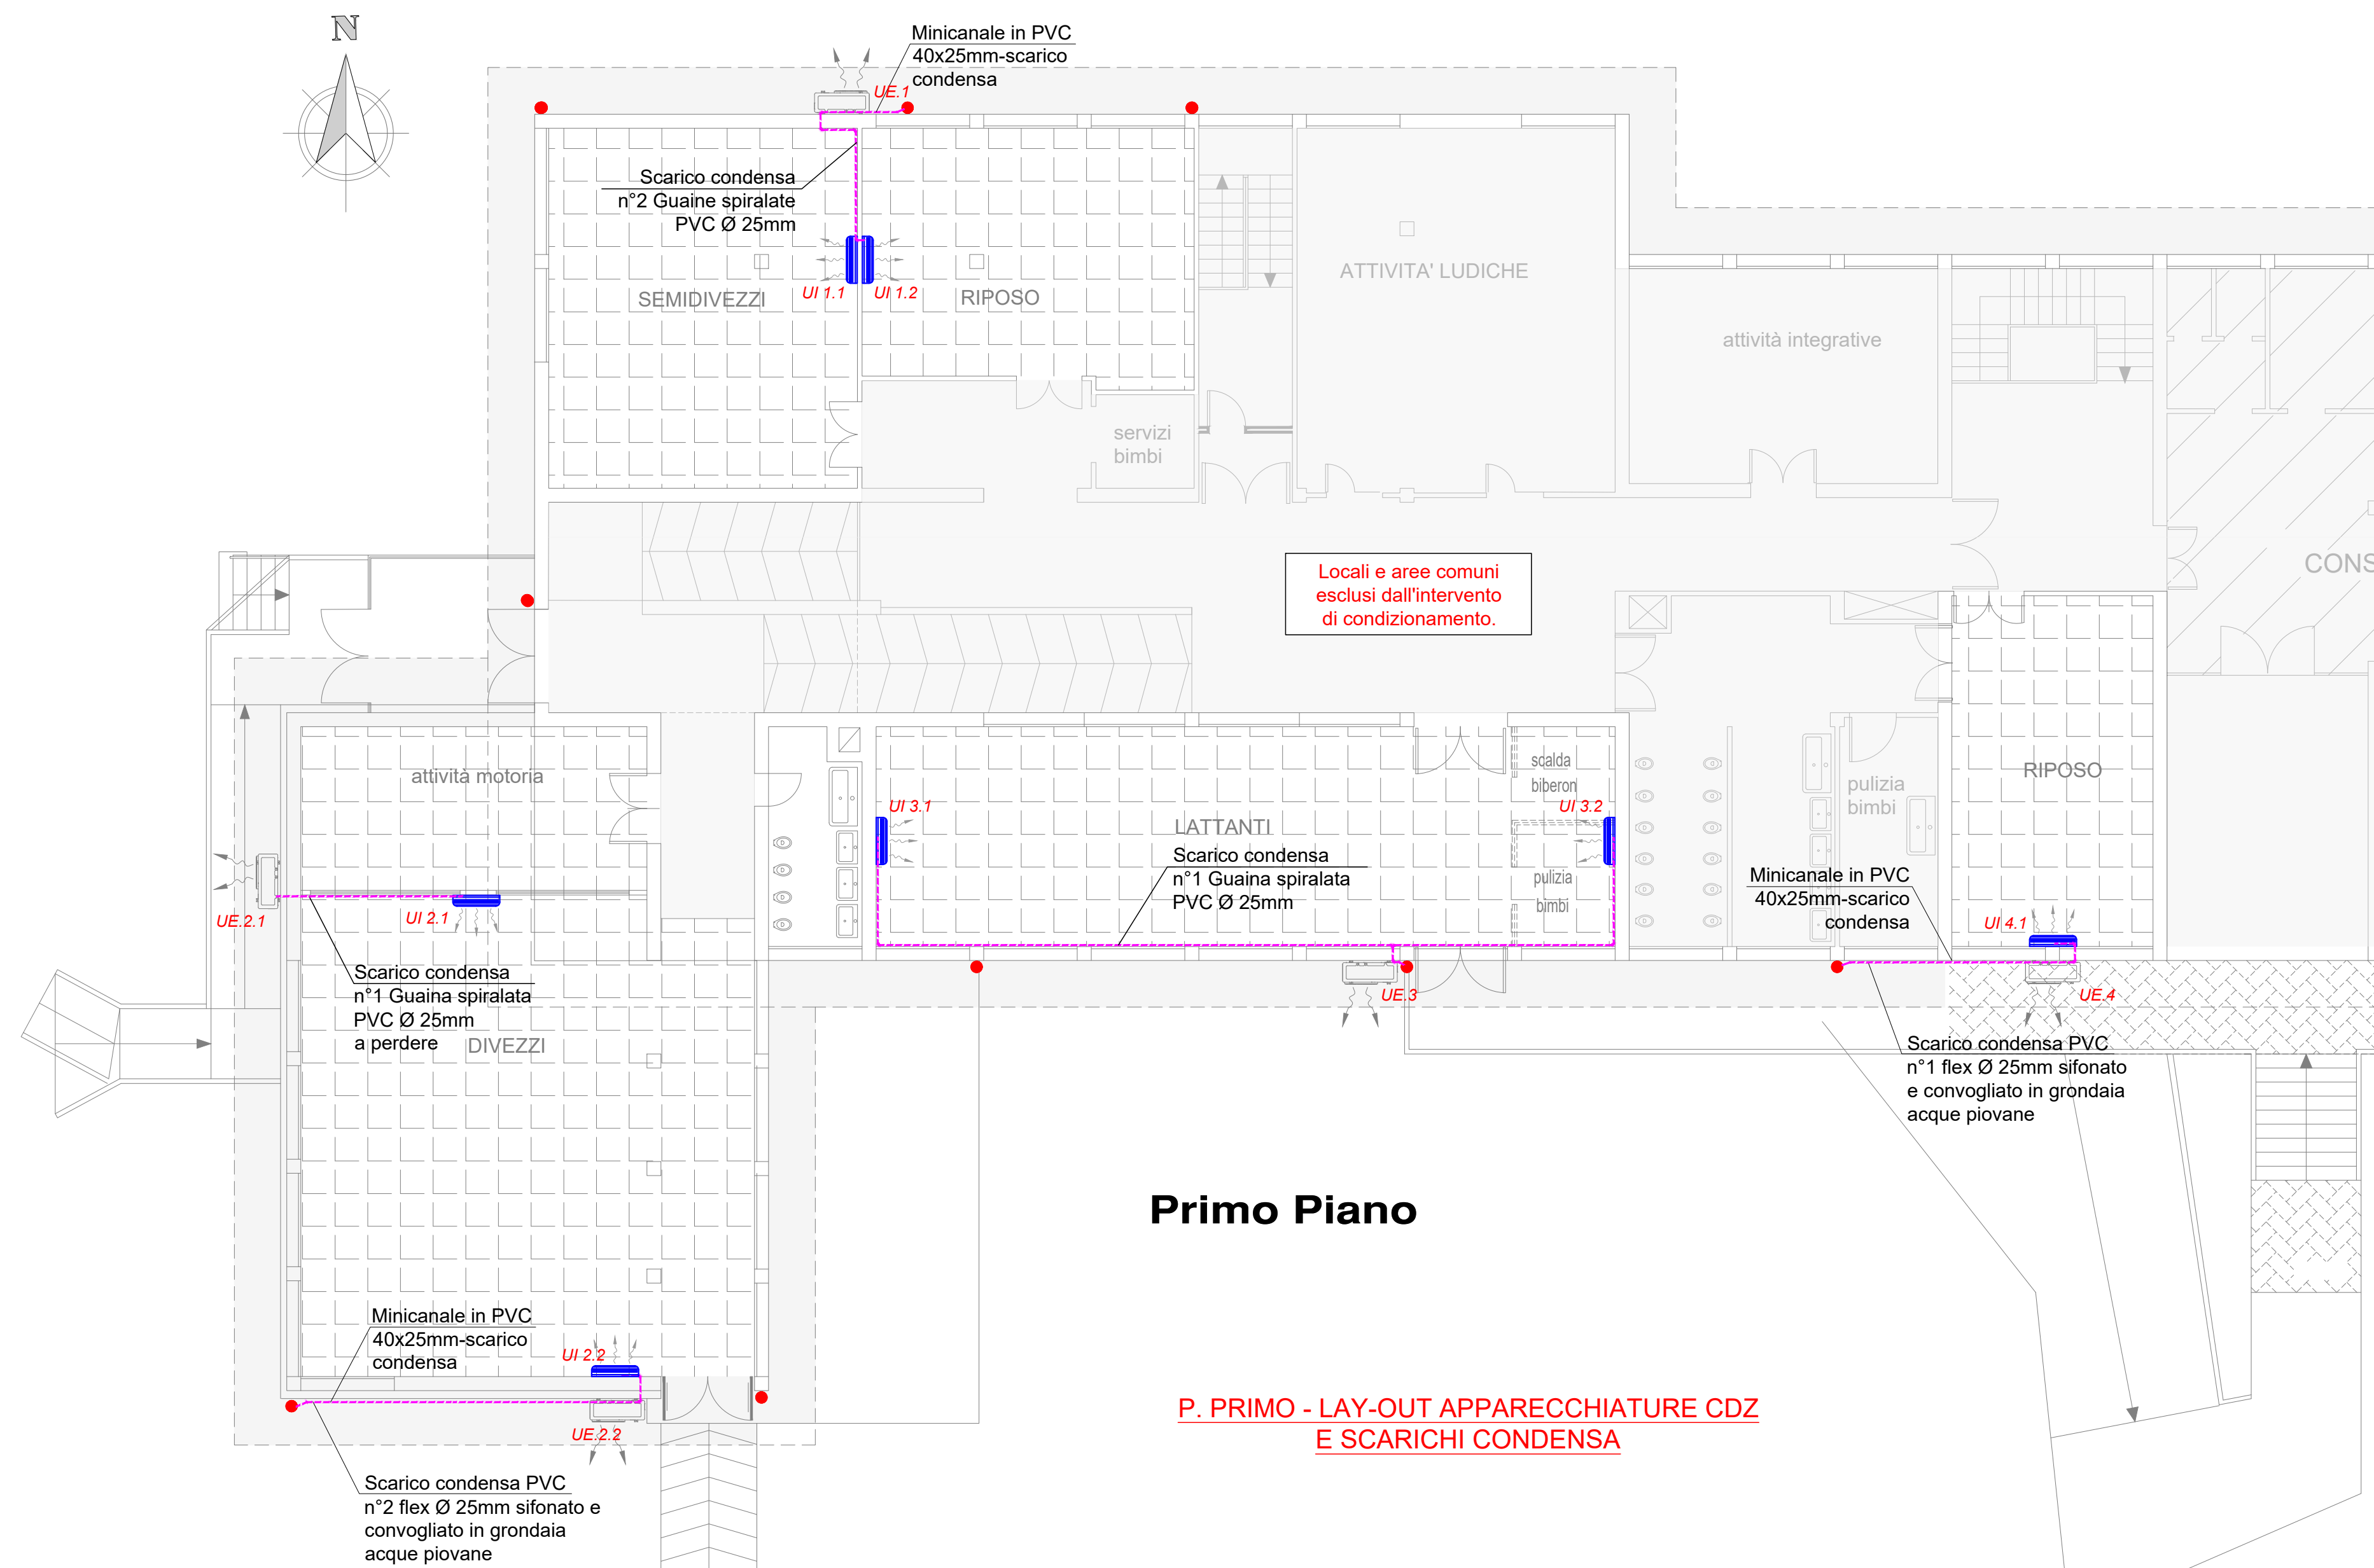 N
Minicanale in PVC
40x25mm-scarico
condensa
UE.1
Scarico condensa
n°2 Guaine spiralate
PVC Ø 25mm
SEMIDIVEZZI
UI 1.1
UI 1.2
RIPOSO
ATTIVITA' LUDICHE
attività integrative
servizi
bimbi
CONS
Locali e aree comuni
esclusi dall'intervento
di condizionamento.
attività motoria
UI 3.1
LATTANTI
Scarico condensa
n°1 Guaina spiralata
PVC Ø 25mm
scalda
biberon
UI 3.2
pulizia
bimbi
pulizia
bimbi
RIPOSO
Minicanale in PVC
40x25mm-scarico
condensa
UI 4.1
UE.2.1
UI 2.1
Scarico condensa
n°1 Guaina spiralata
PVC Ø 25mm
a perdere
DIVEZZI
UE.3
UE.4
Scarico condensa PVC
n°1 flex Ø 25mm sifonato
e convogliato in grondaia
acque piovane
Primo Piano
Minicanale in PVC
40x25mm-scarico
condensa
UI 2.2
UE.2.2
P. PRIMO - LAY-OUT APPARECCHIATURE CDZ
E SCARICHI CONDENSA
Scarico condensa PVC
n°2 flex Ø 25mm sifonato e
convogliato in grondaia
acque piovane